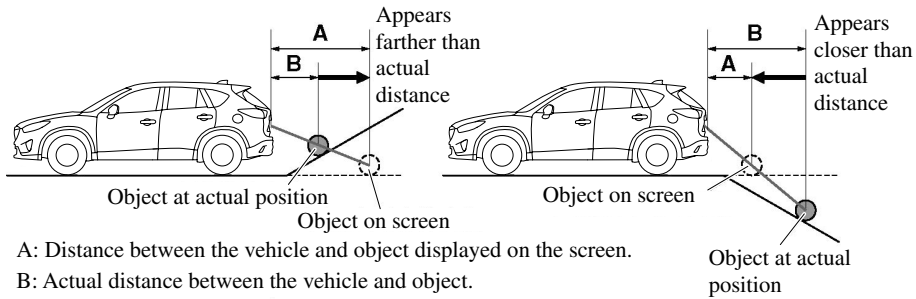 A
B
Appears
farther than
actual
distance
Object at actual position
Object on screen
B
A
Appears
closer than
actual
distance
Object on screen
Object at actual
position
A: Distance between the vehicle and object displayed on the screen.
B: Actual distance between the vehicle and object.